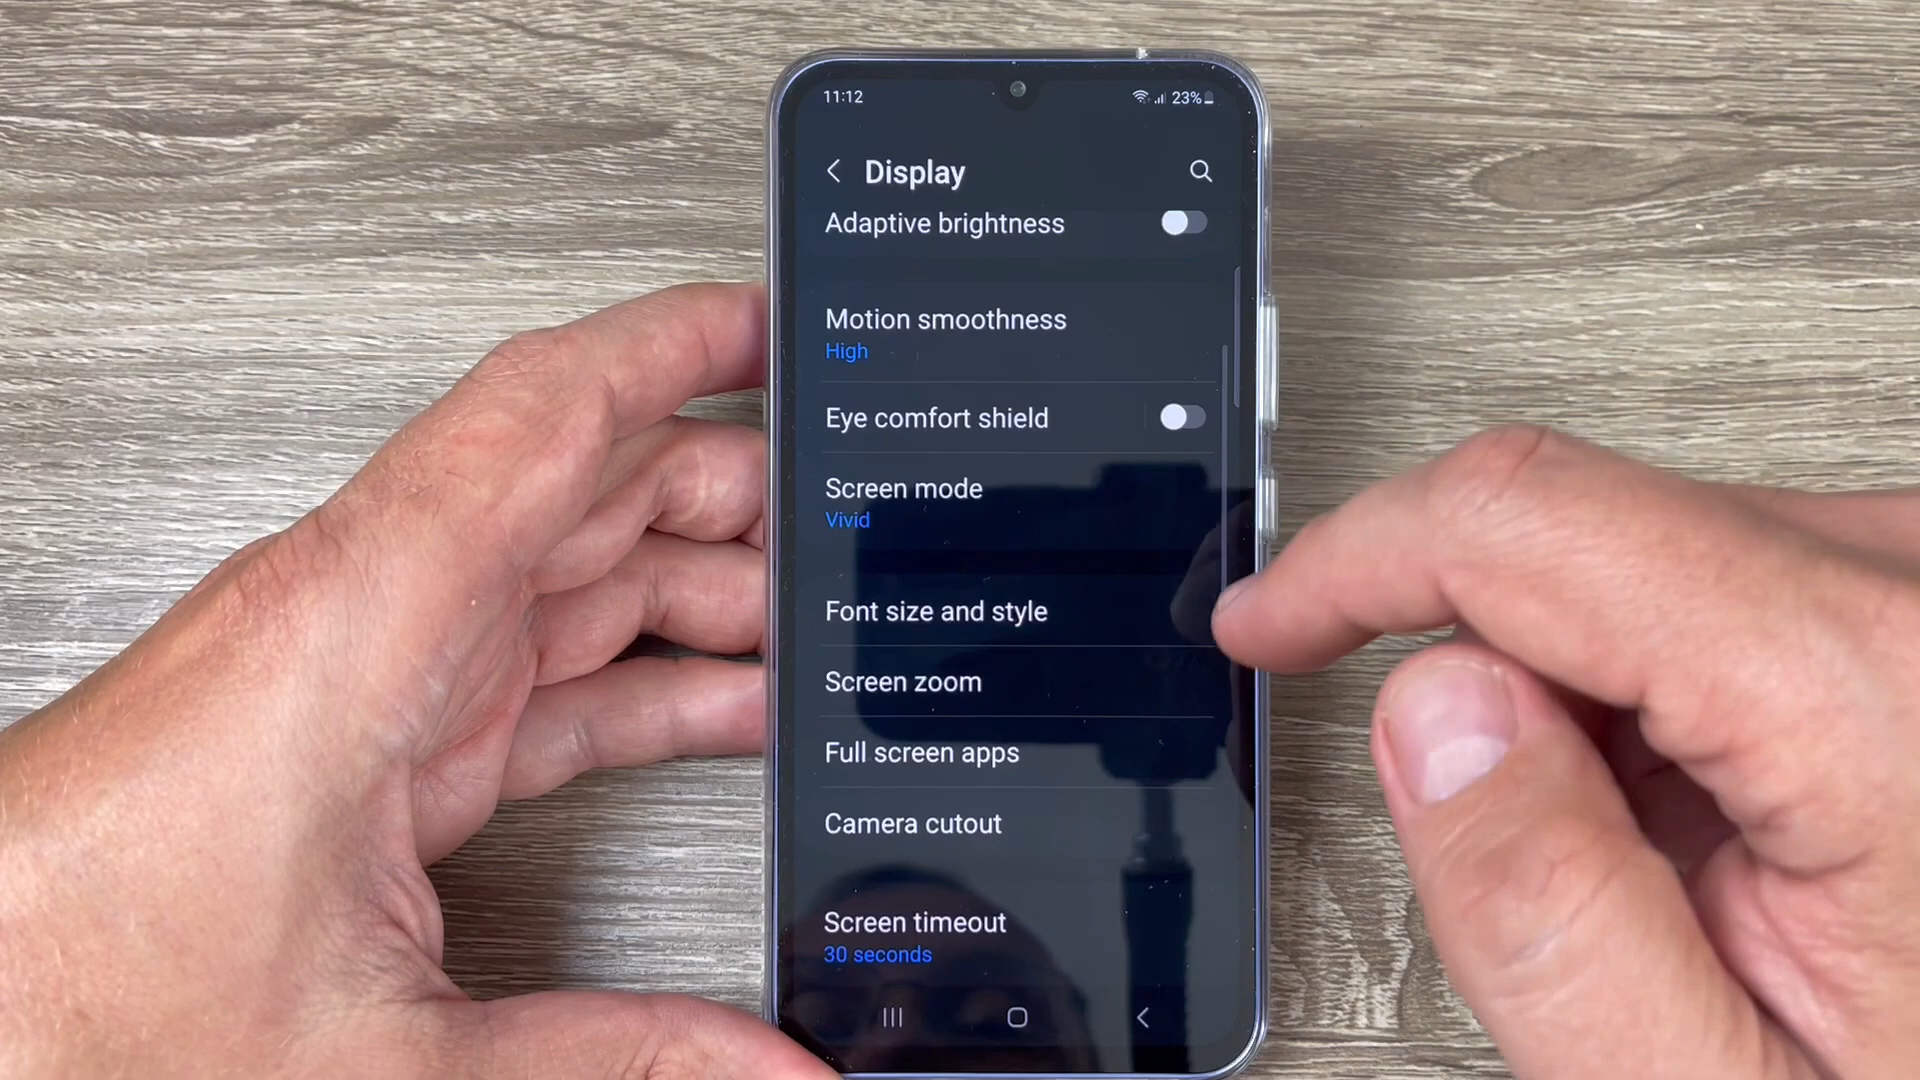 11:12
23%
Display
Adaptive brightness
Motion smoothness
High
Eye comfort shield
Screen mode
Vivid
Font size and style
Screen zoom
Full screen apps
Camera cutout
Screen timeout
30 seconds